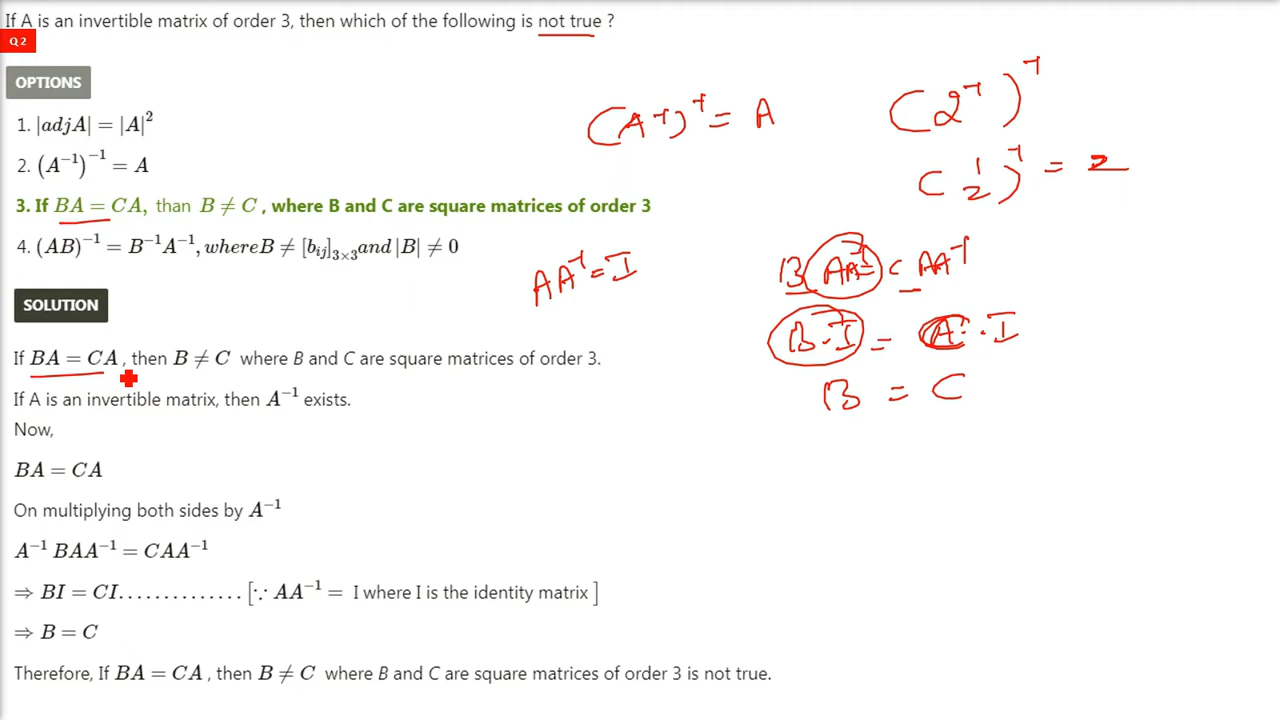 If A is an invertible matrix of order 3, then which of the following is not true ?
Q 2
OPTIONS
1. |adjA| = |A|²
2. (A⁻¹)⁻¹ = A
3. If BA = CA, than B ≠ C , where B and C are square matrices of order 3
4. (AB)⁻¹ = B⁻¹A⁻¹, whereB ≠ [bᵢⱼ]₃ₓ₃and |B| ≠ 0
SOLUTION
If BA = CA , then B ≠ C where B and C are square matrices of order 3.
If A is an invertible matrix, then A⁻¹ exists.
Now,
BA = CA
On multiplying both sides by A⁻¹
A⁻¹ BAA⁻¹ = CAA⁻¹
⇒ BI = CI.............. [∵ AA⁻¹ = I where I is the identity matrix ]
⇒ B = C
Therefore, If BA = CA , then B ≠ C where B and C are square matrices of order 3 is not true.
(A⁻¹)⁻¹ = A
(2⁻¹)⁻¹
(1/2)⁻¹ = 2
AA⁻¹ = I
B AA⁻¹ = C AA⁻¹
B · I = · I
B = C